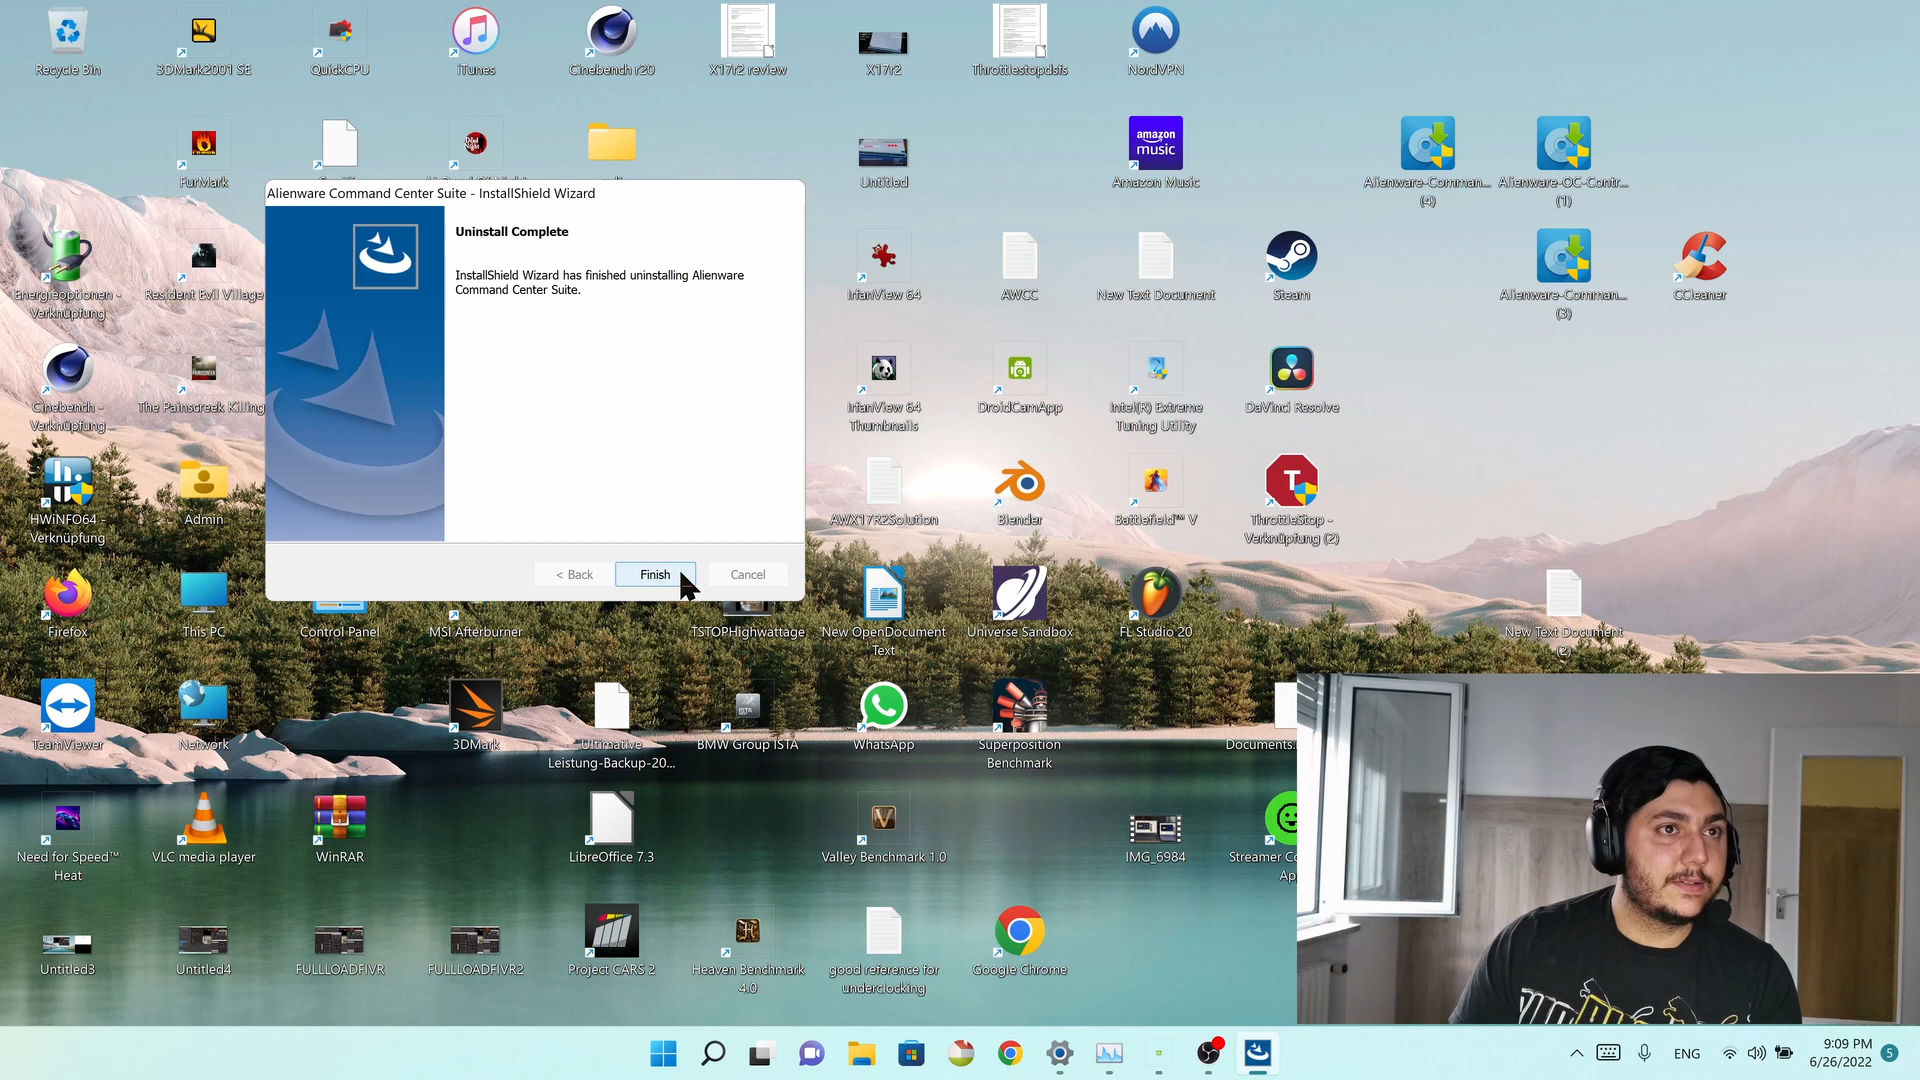 Recycle Bin
3DMark2001 SE
QuickCPU
iTunes
Cinebench r20
X17r2 review
X17r2
Throttlestopdsfs
NordVPN
FurMark
Untitled
amazon
music
Amazon Music
Alienware-Comman...
(4)
Alienware-OC-Contr...
(1)
Alienware Command Center Suite - InstallShield Wizard
Uninstall Complete
InstallShield Wizard has finished uninstalling Alienware
Command Center Suite.
< Back
Finish
Cancel
Energieoptionen -
Verknüpfung
Resident Evil Village
IrfanView 64
AWCC
New Text Document
Steam
Alienware-Comman...
(3)
CCleaner
Cinebench -
Verknüpfung
The Painscreek Killing
IrfanView 64
Thumbnails
DroidCamApp
Intel(R) Extreme
Tuning Utility
DaVinci Resolve
HWiNFO64 -
Verknüpfung
Admin
AWX17R2Solution
Blender
Battlefield™ V
T
ThrottleStop -
Verknüpfung (2)
Firefox
This PC
Control Panel
MSI Afterburner
TSTOPHighwattage
New OpenDocument
Text
Universe Sandbox
FL Studio 20
New Text Document
(2)
TeamViewer
Network
3DMark
Ultimative
Leistung-Backup-20...
ISTA
BMW Group ISTA
WhatsApp
Superposition
Benchmark
Documents.
Need for Speed™
Heat
VLC media player
WinRAR
LibreOffice 7.3
V
Valley Benchmark 1.0
IMG_6984
Streamer Co
Ap
Untitled3
Untitled4
FULLLOADFIVR
FULLLOADFIVR2
Project CARS 2
H
Heaven Benchmark
4.0
good reference for
underclocking
Google Chrome
ENG
9:09 PM
6/26/2022
5